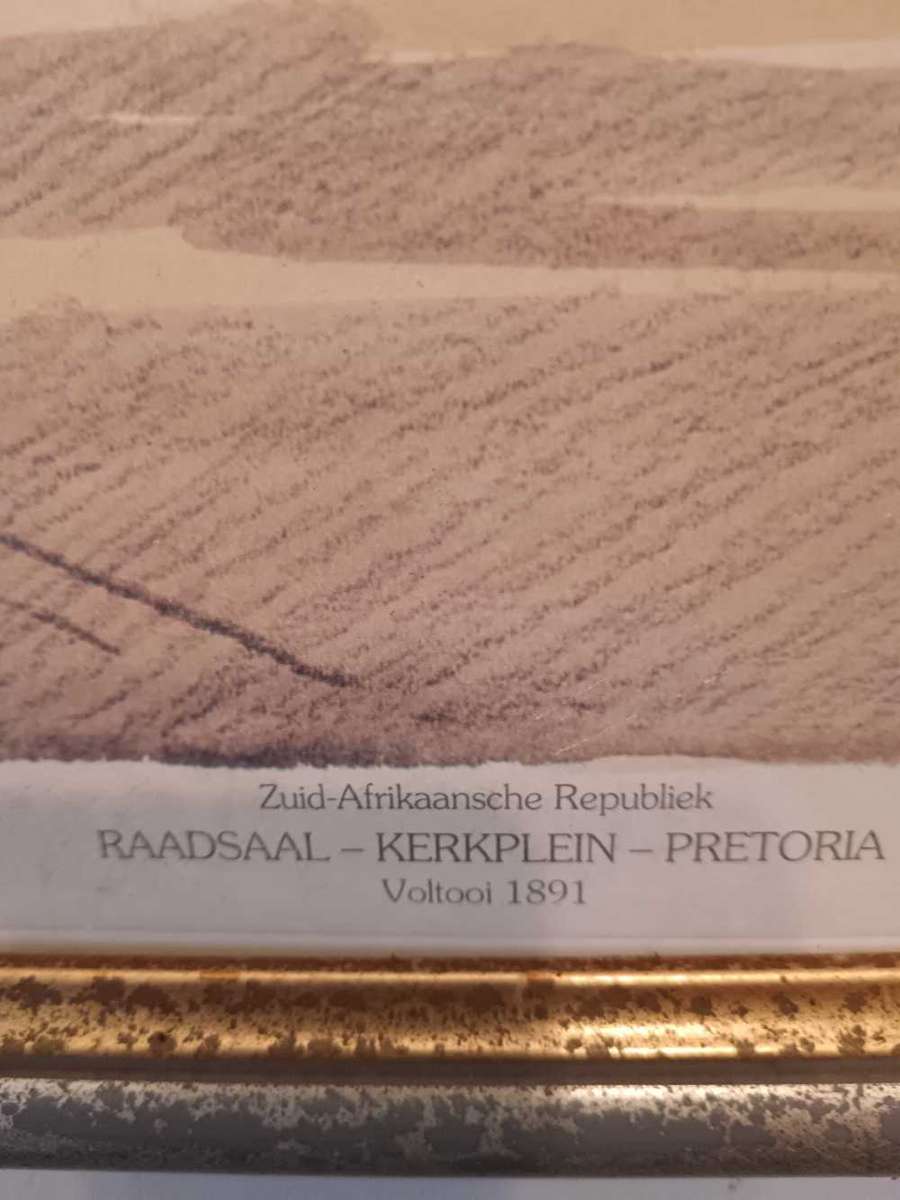 Zuid-Afrikaansche Republiek
RAADSAAL – KERKPLEIN – PRETORIA
Voltooi 1891